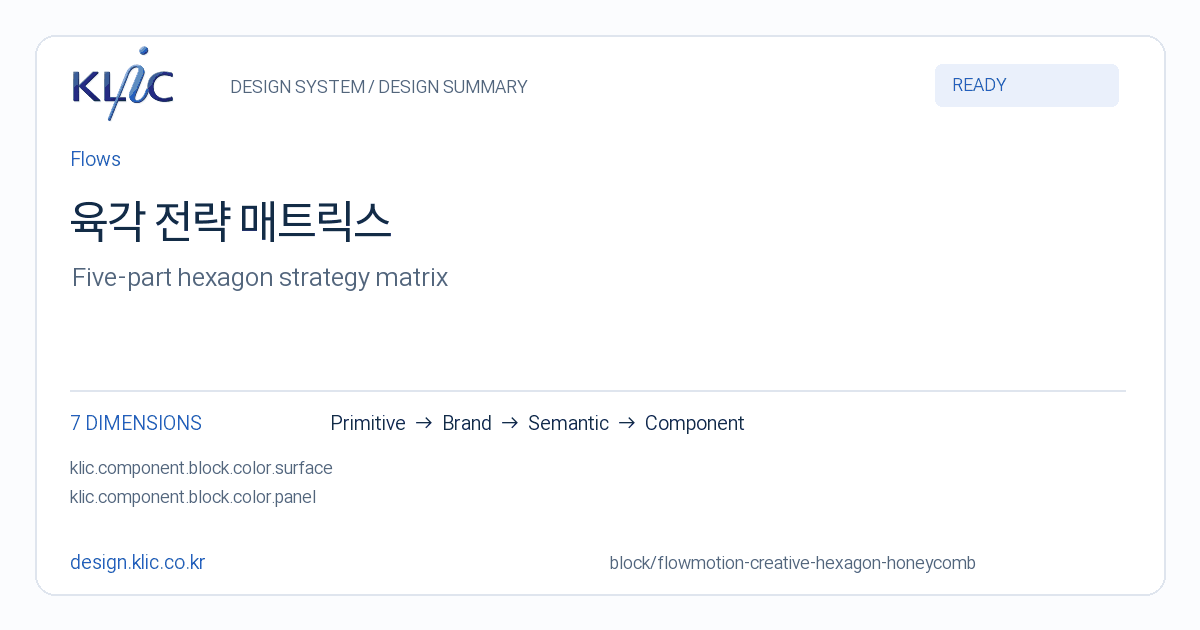 KLiC
DESIGN SYSTEM / DESIGN SUMMARY
READY
Flows
육각 전략 매트릭스
Five-part hexagon strategy matrix
7 DIMENSIONS
Primitive → Brand → Semantic → Component
klic.component.block.color.surface
klic.component.block.color.panel
design.klic.co.kr
block/flowmotion-creative-hexagon-honeycomb